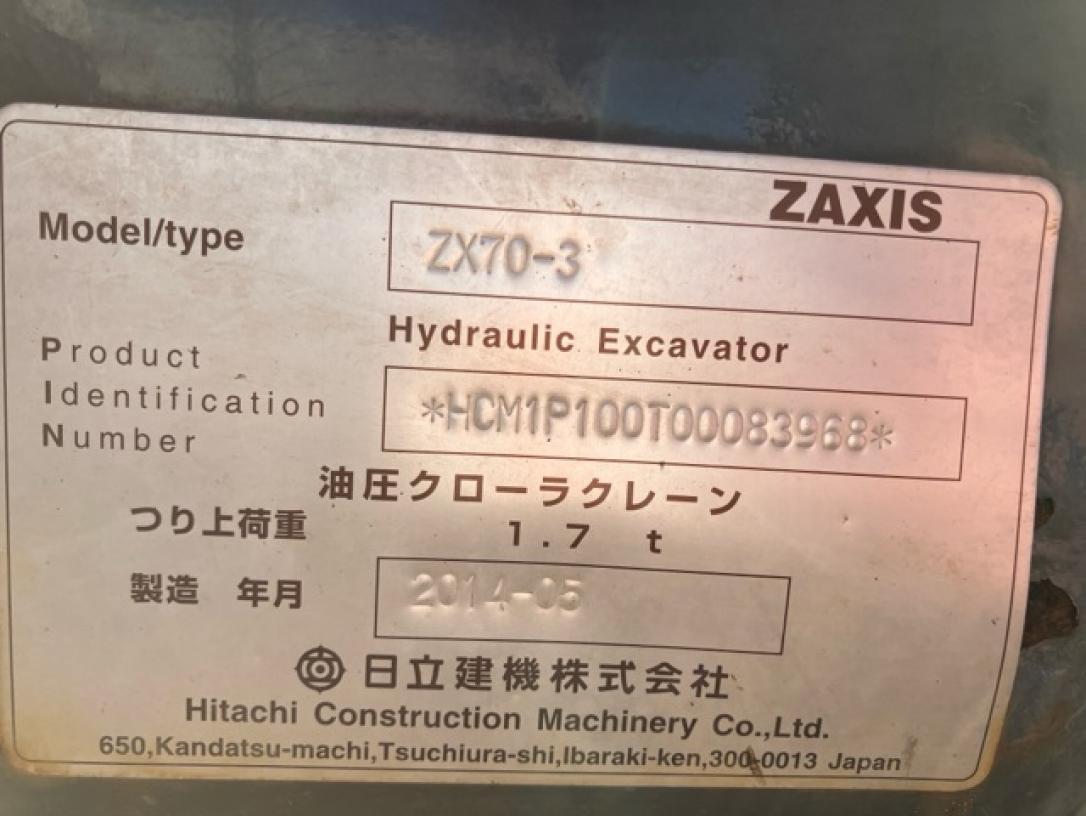 ZAXIS
Model/type ZX70-3
Hydraulic Excavator
Product
Identification
Number
*HCM1P100T00083968*
油圧クローラクレーン
つり上荷重 1.7 t
製造 年月 2014-05
日立建機株式会社
Hitachi Construction Machinery Co.,Ltd.
650,Kandatsu-machi,Tsuchiura-shi,Ibaraki-ken,300-0013 Japan